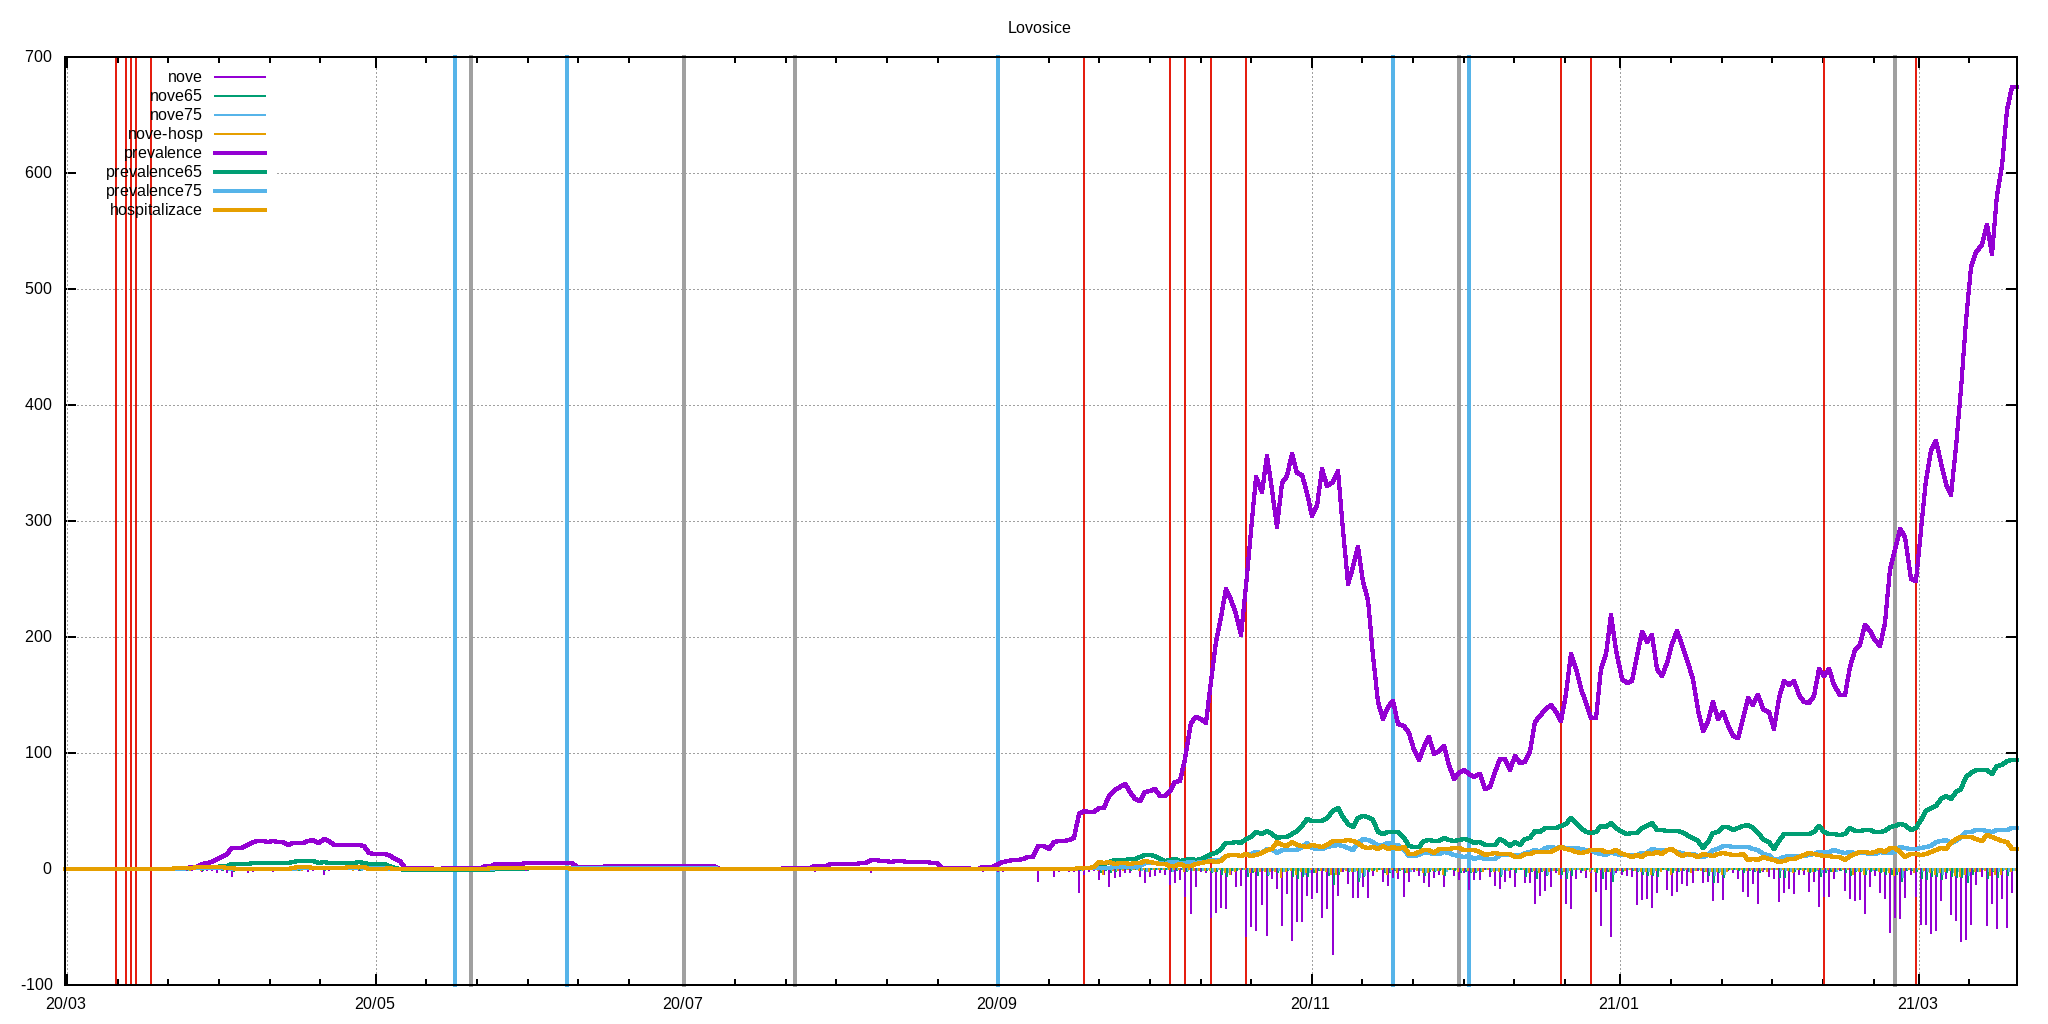 Lovosice
700
600
500
400
300
200
100
0
-100
nove
nove65
nove75
nove-hosp
prevalence
prevalence65
prevalence75
hospitalizace
20/03 20/05 20/07 20/09 20/11 21/01 21/03